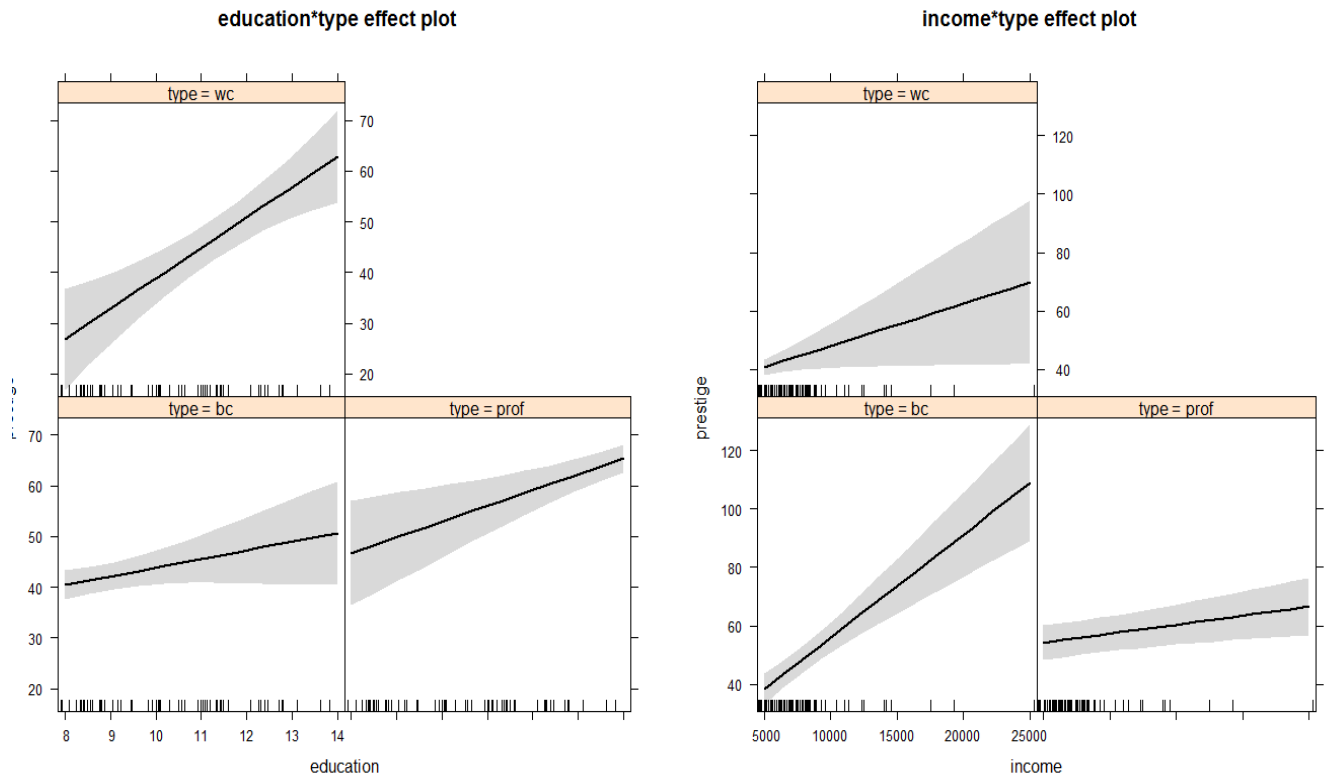 education*type effect plot
type = wc
70
60
50
40
30
20
type = bc
type = prof
70
60
50
40
30
20
8 9 10 11 12 13 14
education
income*type effect plot
type = wc
120
100
80
60
40
prestige
type = bc
type = prof
120
100
80
60
40
5000 10000 15000 20000 25000
income